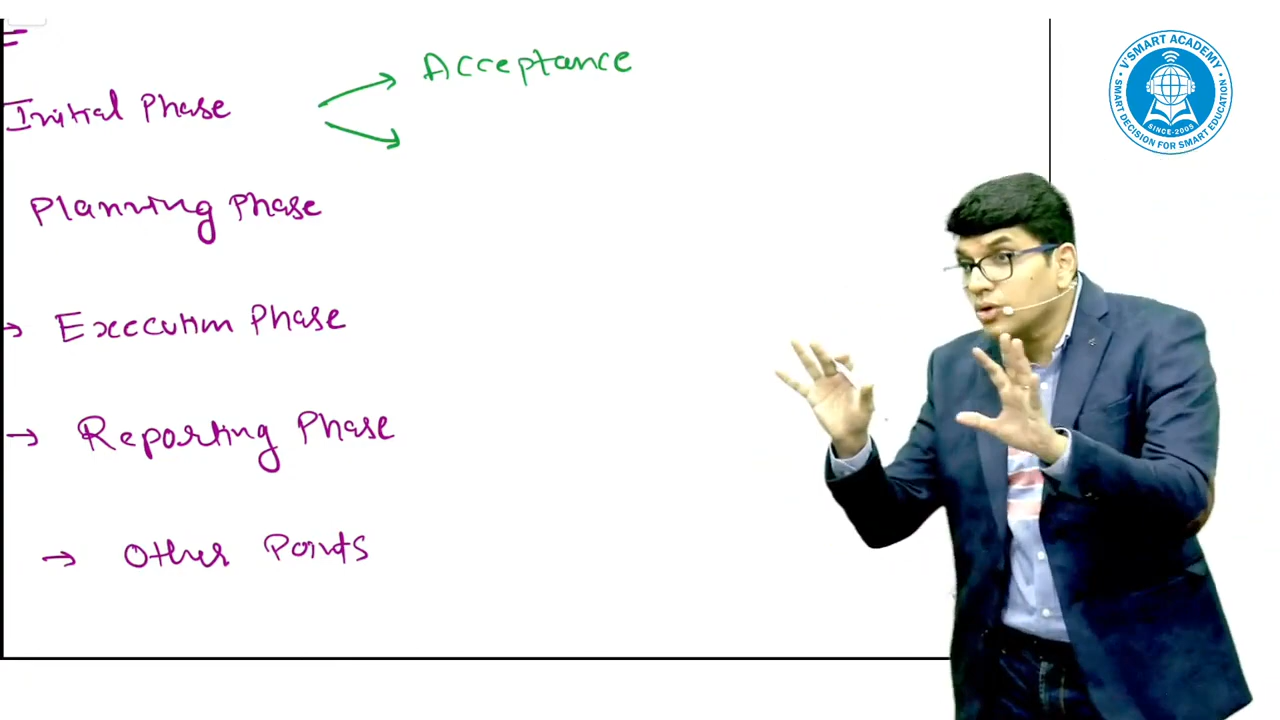 Acceptance
Initial Phase
Planning Phase
→ Execution Phase
→ Reporting Phase
→ Other Points
V'SMART ACADEMY
SINCE-2005
SMART DECISION FOR SMART EDUCATION